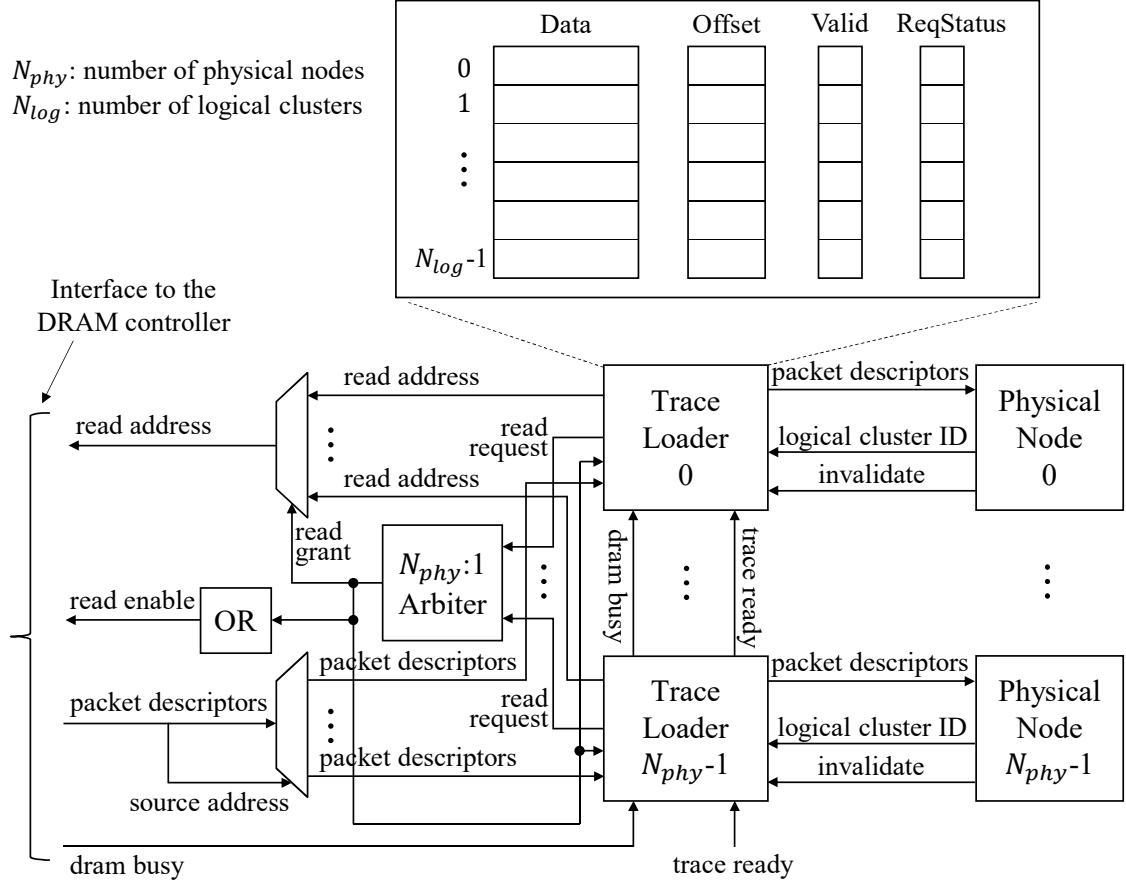 Data Offset Valid ReqStatus
N_phy: number of physical nodes
N_log: number of logical clusters
0
1
N_log-1
Interface to the
DRAM controller
read address
read address
read address
read
request
read
grant
N_phy:1
Arbiter
read enable
OR
packet descriptors
packet descriptors
packet descriptors
source address
read
request
dram busy
Trace
Loader
0
packet descriptors
logical cluster ID
invalidate
Physical
Node
0
dram busy
trace ready
Trace
Loader
N_phy-1
packet descriptors
logical cluster ID
invalidate
Physical
Node
N_phy-1
trace ready